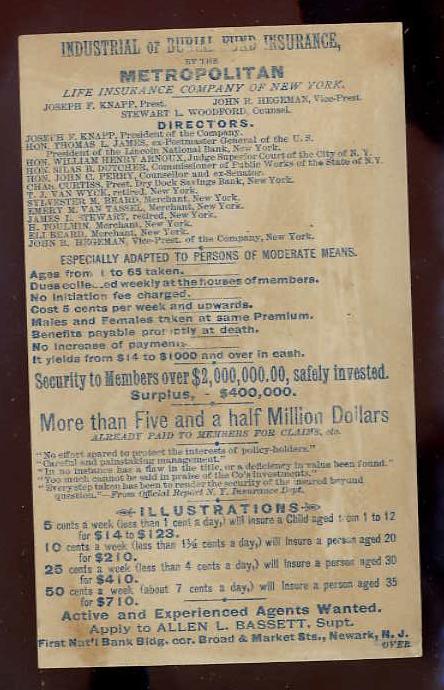 INDUSTRIAL or BURIAL FUND INSURANCE,
BY THE
METROPOLITAN
LIFE INSURANCE COMPANY OF NEW YORK.
JOSEPH F. KNAPP, Prest. JOHN R. HEGEMAN, Vice-Prest.
STEWART L. WOODFORD, Counsel.
DIRECTORS.
JOSEPH F. KNAPP, President of the Company.
HON. THOMAS L. JAMES, ex-Postmaster General of the U. S.
President of the Lincoln National Bank, New York.
HON. WILLIAM HENRY ARNOUX, Judge Superior Court of the City of N. Y.
HON. SILAS B. DUTCHER, Commissioner of Public Works of the State of N.Y.
HON. JOHN C. PERRY, Counsellor and ex-Senator.
CHAS. CURTISS, Prest. Dry Dock Savings Bank, New York.
T. J. VAN WYCK, retired, New York.
SYLVESTER M. BEARD, Merchant, New York.
EMERY M. VAN TASSEL, Merchant, New York.
JAMES L. STEWART, retired, New York.
H. TOULMIN, Merchant, New York.
ELI BEARD, Merchant, New York.
JOHN R. HEGEMAN, Vice-Prest. of the Company, New York.
ESPECIALLY ADAPTED TO PERSONS OF MODERATE MEANS.
Ages from 1 to 65 taken.
Dues collected weekly at the houses of members.
No initiation fee charged.
Cost 5 cents per week and upwards.
Males and Females taken at same Premium.
Benefits payable promptly at death.
No increase of payments.
It yields from $14 to $1000 and over in cash.
Security to Members over $2,000,000.00, safely invested.
Surplus, - $400,000.
More than Five and a half Million Dollars
ALREADY PAID TO MEMBERS FOR CLAIMS, etc.
"No effort spared to protect the interests of policy-holders."
"Careful and painstaking management."
"In no instance has a flaw in the title, or a deficiency in value been found."
"Too much cannot be said in praise of the Co's Investments."
"Every step taken has been to render the security of the insured beyond
question."—From Official Report N. Y. Insurance Dept.
ILLUSTRATIONS
5 cents a week (less than 1 cent a day,) will insure a Child aged from 1 to 12
for $14 to $123.
10 cents a week (less than 1½ cents a day,) will insure a person aged 20
for $210.
25 cents a week (less than 4 cents a day,) will insure a person aged 30
for $410.
50 cents a week (about 7 cents a day,) will insure a person aged 35
for $710.
Active and Experienced Agents Wanted.
Apply to ALLEN L. BASSETT, Supt.
First Nat'l Bank Bldg. cor. Broad & Market Sts., Newark, N. J.
OVER